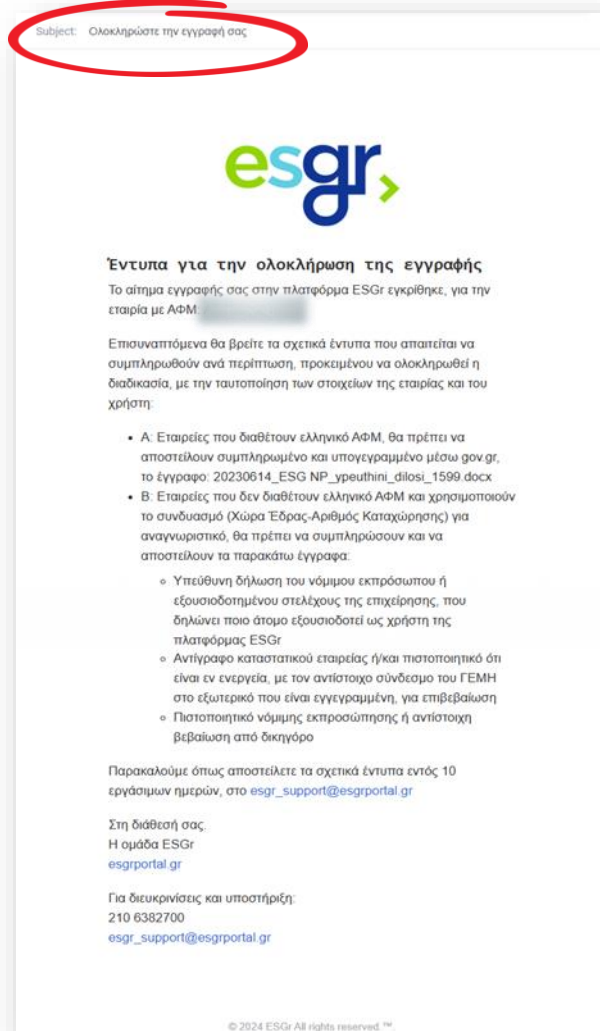 Subject: Ολοκληρώστε την εγγραφή σας
esgr
Έντυπα για την ολοκλήρωση της εγγραφής
Το αίτημα εγγραφής σας στην πλατφόρμα ESGr εγκρίθηκε, για την
εταιρία με ΑΦΜ:
Επισυναπτόμενα θα βρείτε τα σχετικά έντυπα που απαιτείται να
συμπληρωθούν ανά περίπτωση, προκειμένου να ολοκληρωθεί η
διαδικασία, με την ταυτοποίηση των στοιχείων της εταιρίας και του
χρήστη:
• Α: Εταιρείες που διαθέτουν ελληνικό ΑΦΜ, θα πρέπει να
αποστείλουν συμπληρωμένο και υπογεγραμμένο μέσω gov.gr,
το έγγραφο: 20230614_ESG NP_ypeuthini_dilosi_1599.docx
• Β: Εταιρείες που δεν διαθέτουν ελληνικό ΑΦΜ και χρησιμοποιούν
το συνδυασμό (Χώρα Έδρας-Αριθμός Καταχώρησης) για
αναγνωριστικό, θα πρέπει να συμπληρώσουν και να
αποστείλουν τα παρακάτω έγγραφα:
◦ Υπεύθυνη δήλωση του νόμιμου εκπρόσωπου ή
εξουσιοδοτημένου στελέχους της επιχείρησης, που
δηλώνει ποιο άτομο εξουσιοδοτεί ως χρήστη της
πλατφόρμας ESGr
◦ Αντίγραφο καταστατικού εταιρείας ή/και πιστοποιητικό ότι
είναι εν ενεργεία, με τον αντίστοιχο σύνδεσμο του ΓΕΜΗ
στο εξωτερικό που είναι εγγεγραμμένη, για επιβεβαίωση
◦ Πιστοποιητικό νόμιμης εκπροσώπησης ή αντίστοιχη
βεβαίωση από δικηγόρο
Παρακαλούμε όπως αποστείλετε τα σχετικά έντυπα εντός 10
εργάσιμων ημερών, στο esgr_support@esgrportal.gr
Στη διάθεσή σας.
Η ομάδα ESGr
esgrportal.gr
Για διευκρινίσεις και υποστήριξη:
210 6382700
esgr_support@esgrportal.gr
© 2024 ESGr All rights reserved.™.